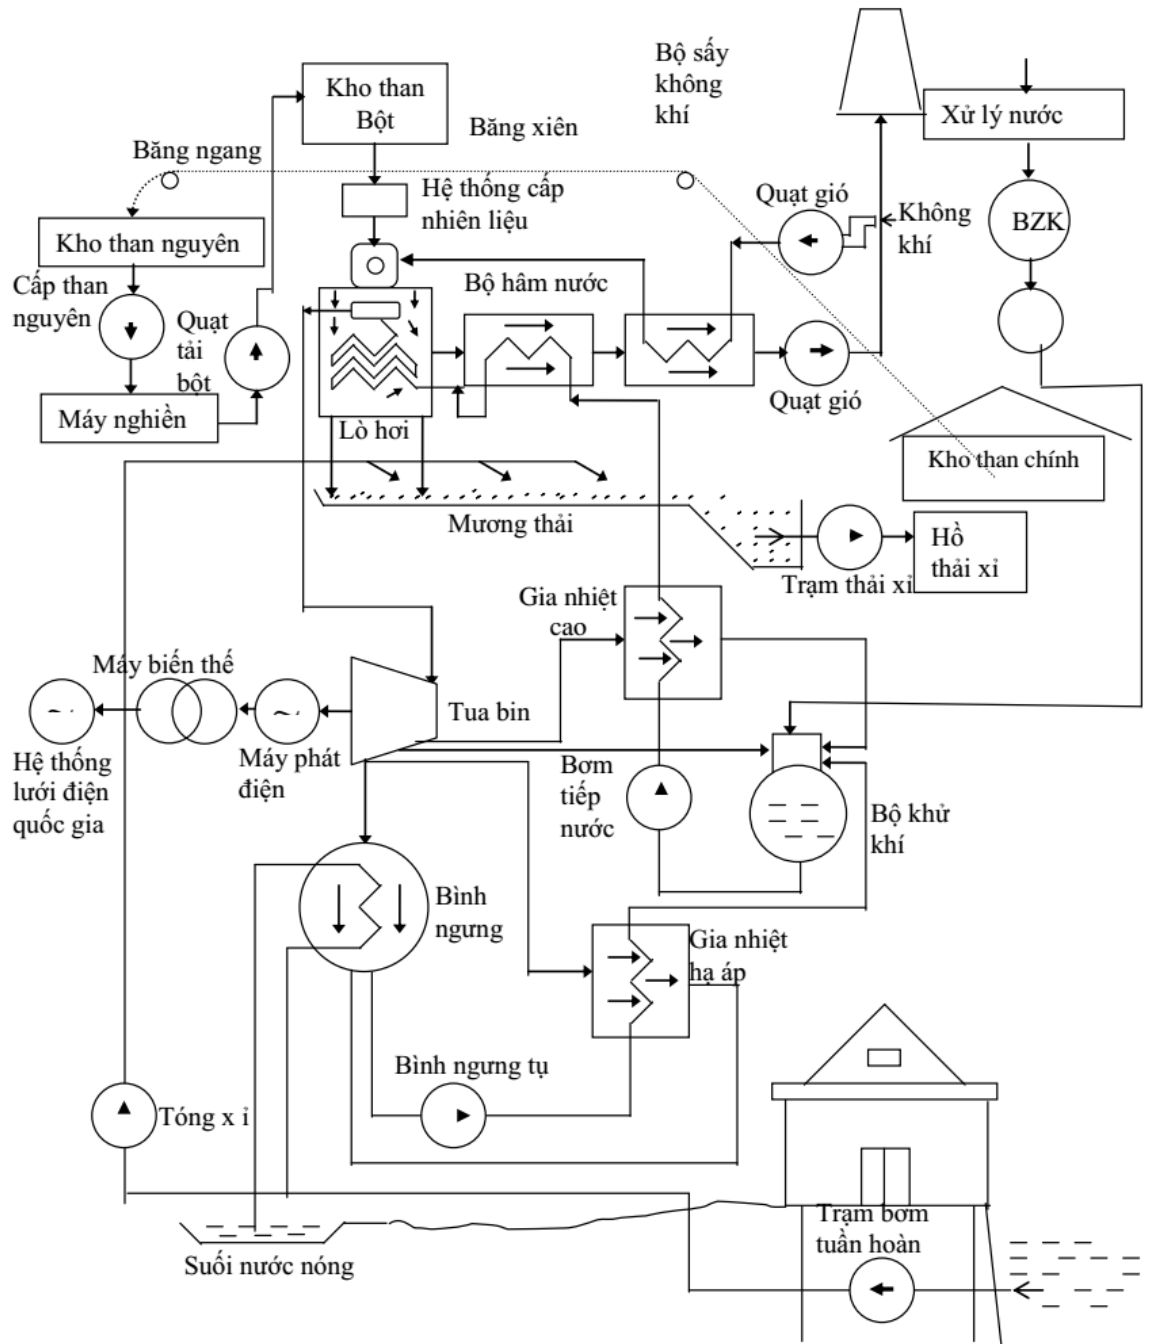 Bộ sấy
không
khí
Kho than
Bột
Băng xiên
Xử lý nước
Băng ngang
Hệ thống cấp
nhiên liệu
Quạt gió
Không
khí
BZK
Kho than nguyên
Cấp than
nguyên
Quạt
tải
bột
Bộ hâm nước
Máy nghiền
Lò hơi
Quạt gió
Kho than chính
Mương thải
Hồ
thải xỉ
Trạm thải xỉ
Gia nhiệt
cao
Máy biến thế
~
~
Tua bin
Hệ thống
lưới điện
quốc gia
Máy phát
điện
Bơm
tiếp
nước
Bộ khử
khí
Bình
ngưng
Gia nhiệt
hạ áp
Bình ngưng tụ
Tóng x ỉ
Trạm bơm
tuần hoàn
Suối nước nóng